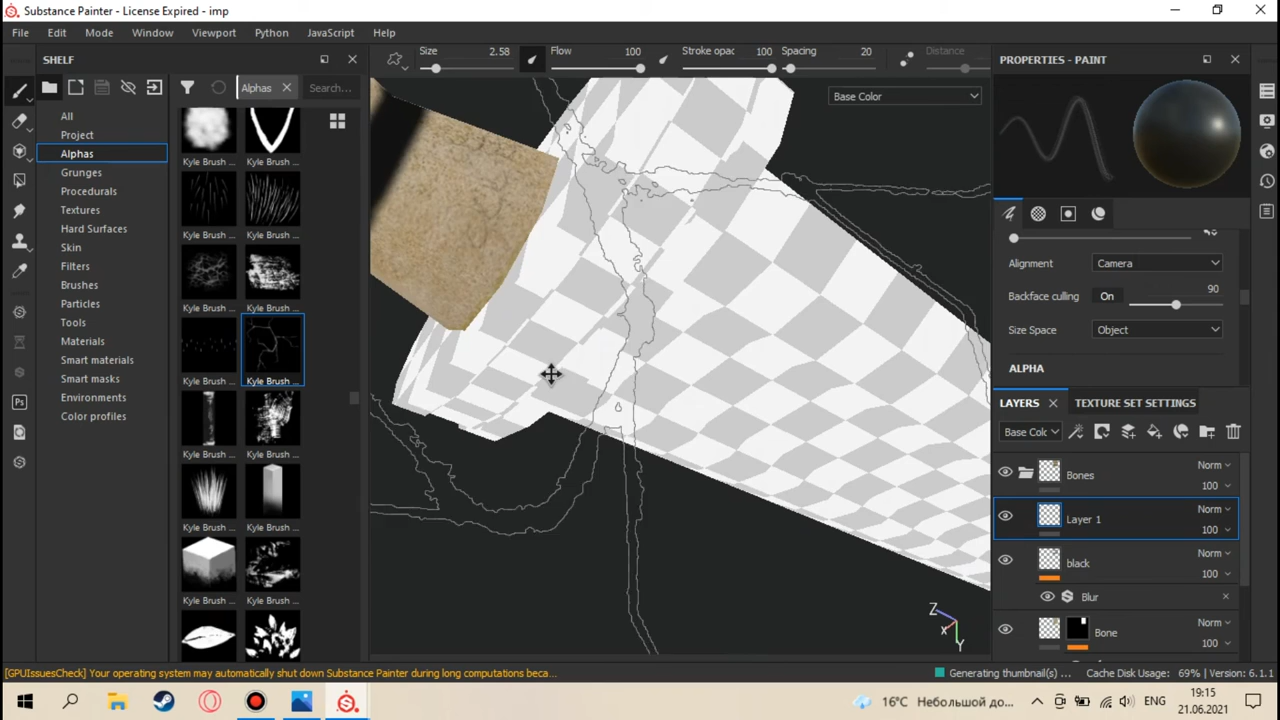 Substance Painter - License Expired - imp
File Edit Mode Window Viewport Python JavaScript Help
SHELF
Size 2.58 Flow 100 Stroke opac 100 Spacing 20 Distance
PROPERTIES - PAINT
Alphas
Search...
Base Color
All
Project
Alphas
Grunges
Procedurals
Textures
Hard Surfaces
Skin
Filters
Brushes
Particles
Tools
Materials
Smart materials
Smart masks
Environments
Color profiles
Kyle Brush ... Kyle Brush ...
Kyle Brush ... Kyle Brush ...
Kyle Brush ... Kyle Brush ...
Kyle Brush ... Kyle Brush ...
Kyle Brush ... Kyle Brush ...
Kyle Brush ... Kyle Brush ...
Kyle Brush ... Kyle Brush ...
Alignment Camera
Backface culling On 90
Size Space Object
ALPHA
LAYERS TEXTURE SET SETTINGS
Base Colc
Bones Norm 100
Layer 1 Norm 100
black Norm 100
Blur
Bone Norm 100
Ps
Z
X
Y
[GPUIssuesCheck] Your operating system may automatically shut down Substance Painter during long computations beca...
Generating thumbnail(s) ... Cache Disk Usage: 69% | Version: 6.1.1
16°C Небольшой до...
ENG
19:15
21.06.2021